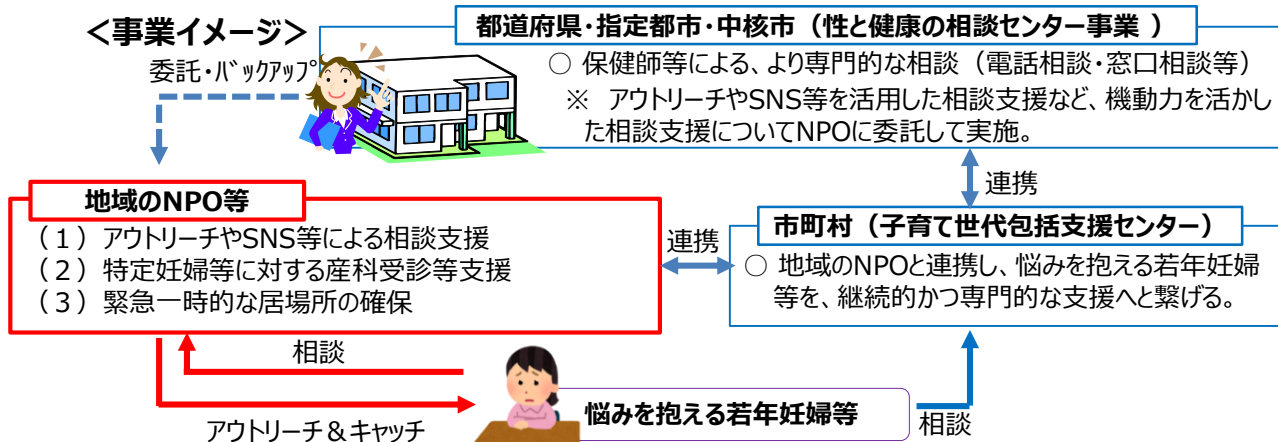 <事業イメージ>
委託・バックアップ
都道府県・指定都市・中核市（性と健康の相談センター事業 ）
○ 保健師等による、より専門的な相談（電話相談・窓口相談等）
※ アウトリーチやSNS等を活用した相談支援など、機動力を活かし
た相談支援についてNPOに委託して実施。
連携
地域のNPO等
（１）アウトリーチやSNS等による相談支援
（２）特定妊婦等に対する産科受診等支援
（３）緊急一時的な居場所の確保
連携
市町村（子育て世代包括支援センター）
○ 地域のNPOと連携し、悩みを抱える若年妊婦
等を、継続的かつ専門的な支援へと繋げる。
相談
アウトリーチ＆キャッチ
悩みを抱える若年妊婦等
相談